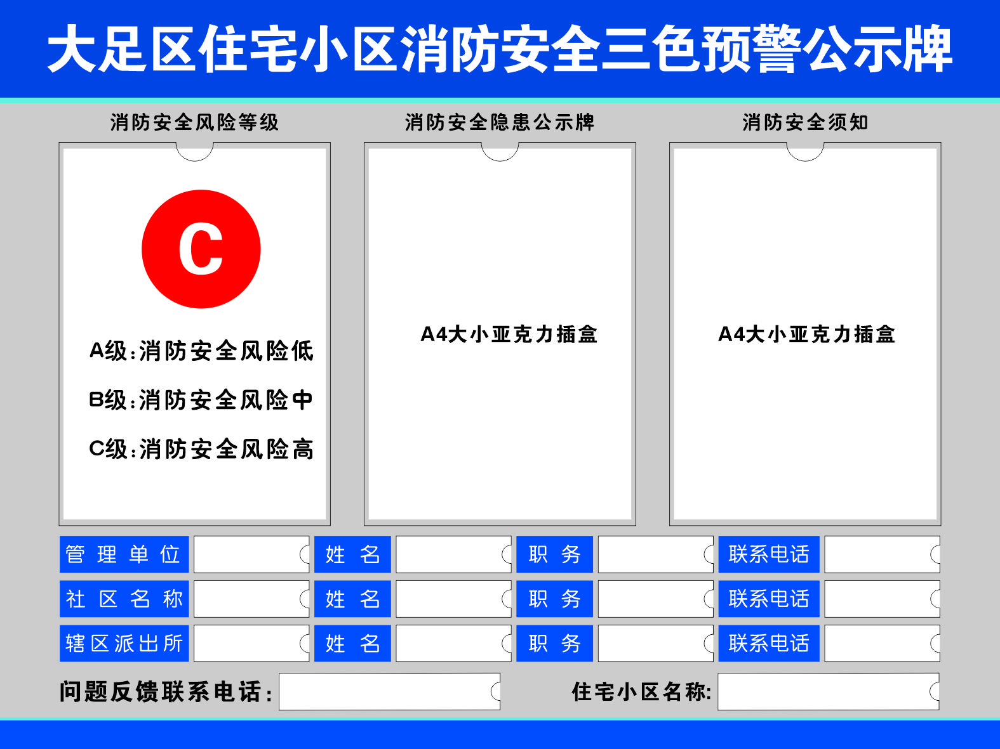 大足区住宅小区消防安全三色预警公示牌
消防安全风险等级
消防安全隐患公示牌
消防安全须知
C
A级:消防安全风险低
B级:消防安全风险中
C级:消防安全风险高
A4大小亚克力插盒
A4大小亚克力插盒
管理单位 姓名 职务 联系电话
社区名称 姓名 职务 联系电话
辖区派出所 姓名 职务 联系电话
问题反馈联系电话: 住宅小区名称: